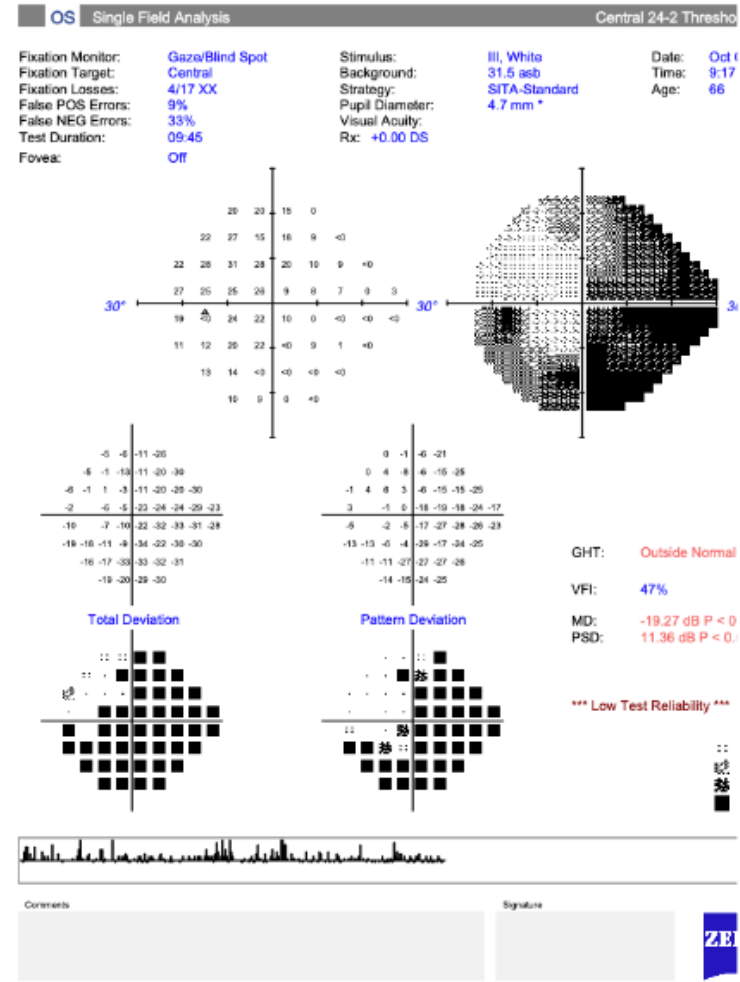 OS Single Field Analysis Central 24-2 Thresho
Fixation Monitor: Gaze/Blind Spot Stimulus: III, White Date: Oct
Fixation Target: Central Background: 31.5 asb Time: 9:17
Fixation Losses: 4/17 XX Strategy: SITA-Standard Age: 66
False POS Errors: 9% Pupil Diameter: 4.7 mm *
False NEG Errors: 33% Visual Acuity:
Test Duration: 09:45 Rx: +0.00 DS
Fovea: Off
20 20 15 0
22 27 15 16 9 <0
22 28 31 28 20 10 9 <0
27 25 25 26 9 8 7 0 3
30° 30° 3
19 <0 24 22 10 0 <0 <0 <0
11 12 20 22 <0 9 1 <0
13 14 <0 <0 <0 <0
10 9 0 <0
-5 -6 -11 -26 0 -1 -6 -21
-5 -1 -13 -11 -20 -30 0 4 -8 -6 -15 -25
-6 -1 1 -3 -11 -20 -20 -30 -1 4 6 3 -6 -15 -15 -25
-2 -6 -5 -23 -24 -24 -29 -23 3 -1 0 -18 -19 -18 -24 -17
-10 -7 -10 -22 -32 -33 -31 -28 -5 -2 -5 -17 -27 -28 -26 -23
-19 -18 -11 -9 -34 -22 -30 -30 -13 -13 -6 -4 -29 -17 -24 -25
-16 -17 -33 -33 -32 -31 -11 -11 -27 -27 -27 -26
-19 -20 -29 -30 -14 -15 -24 -25
GHT: Outside Normal
VFI: 47%
MD: -19.27 dB P < 0
PSD: 11.36 dB P < 0.
Total Deviation Pattern Deviation
*** Low Test Reliability ***
Comments Signature
ZEI